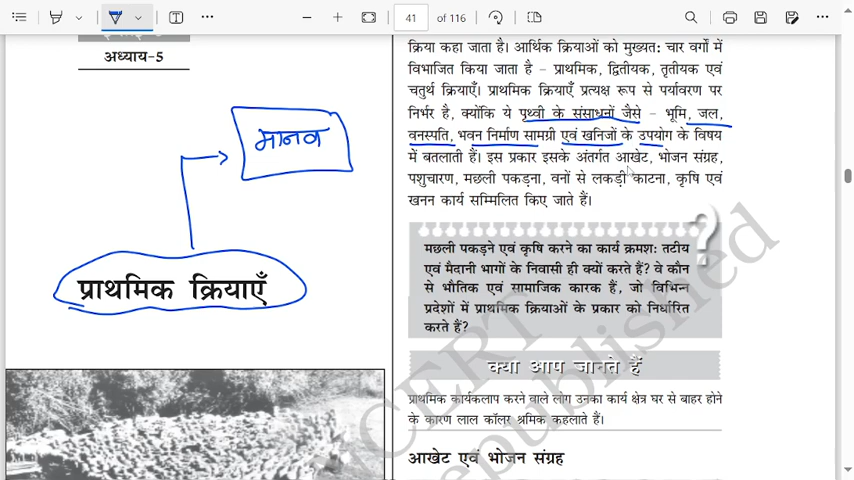 41 of 116
अध्याय-5
मानव
प्राथमिक क्रियाएँ
क्रिया कहा जाता है। आर्थिक क्रियाओं को मुख्यतः चार वर्गों में
विभाजित किया जाता है – प्राथमिक, द्वितीयक, तृतीयक एवं
चतुर्थ क्रियाएँ। प्राथमिक क्रियाएँ प्रत्यक्ष रूप से पर्यावरण पर
निर्भर है, क्योंकि ये पृथ्वी के संसाधनों जैसे – भूमि, जल,
वनस्पति, भवन निर्माण सामग्री एवं खनिजों के उपयोग के विषय
में बतलाती हैं। इस प्रकार इसके अंतर्गत आखेट, भोजन संग्रह,
पशुचारण, मछली पकड़ना, वनों से लकड़ी काटना, कृषि एवं
खनन कार्य सम्मिलित किए जाते हैं।
?
मछली पकड़ने एवं कृषि करने का कार्य क्रमशः तटीय
एवं मैदानी भागों के निवासी ही क्यों करते हैं? वे कौन
से भौतिक एवं सामाजिक कारक हैं, जो विभिन्न
प्रदेशों में प्राथमिक क्रियाओं के प्रकार को निर्धारित
करते हैं?
क्या आप जानते हैं
प्राथमिक कार्यकलाप करने वाले लोग उनका कार्य क्षेत्र घर से बाहर होने
के कारण लाल कॉलर श्रमिक कहलाते हैं।
आखेट एवं भोजन संग्रह
© NCERT
republished